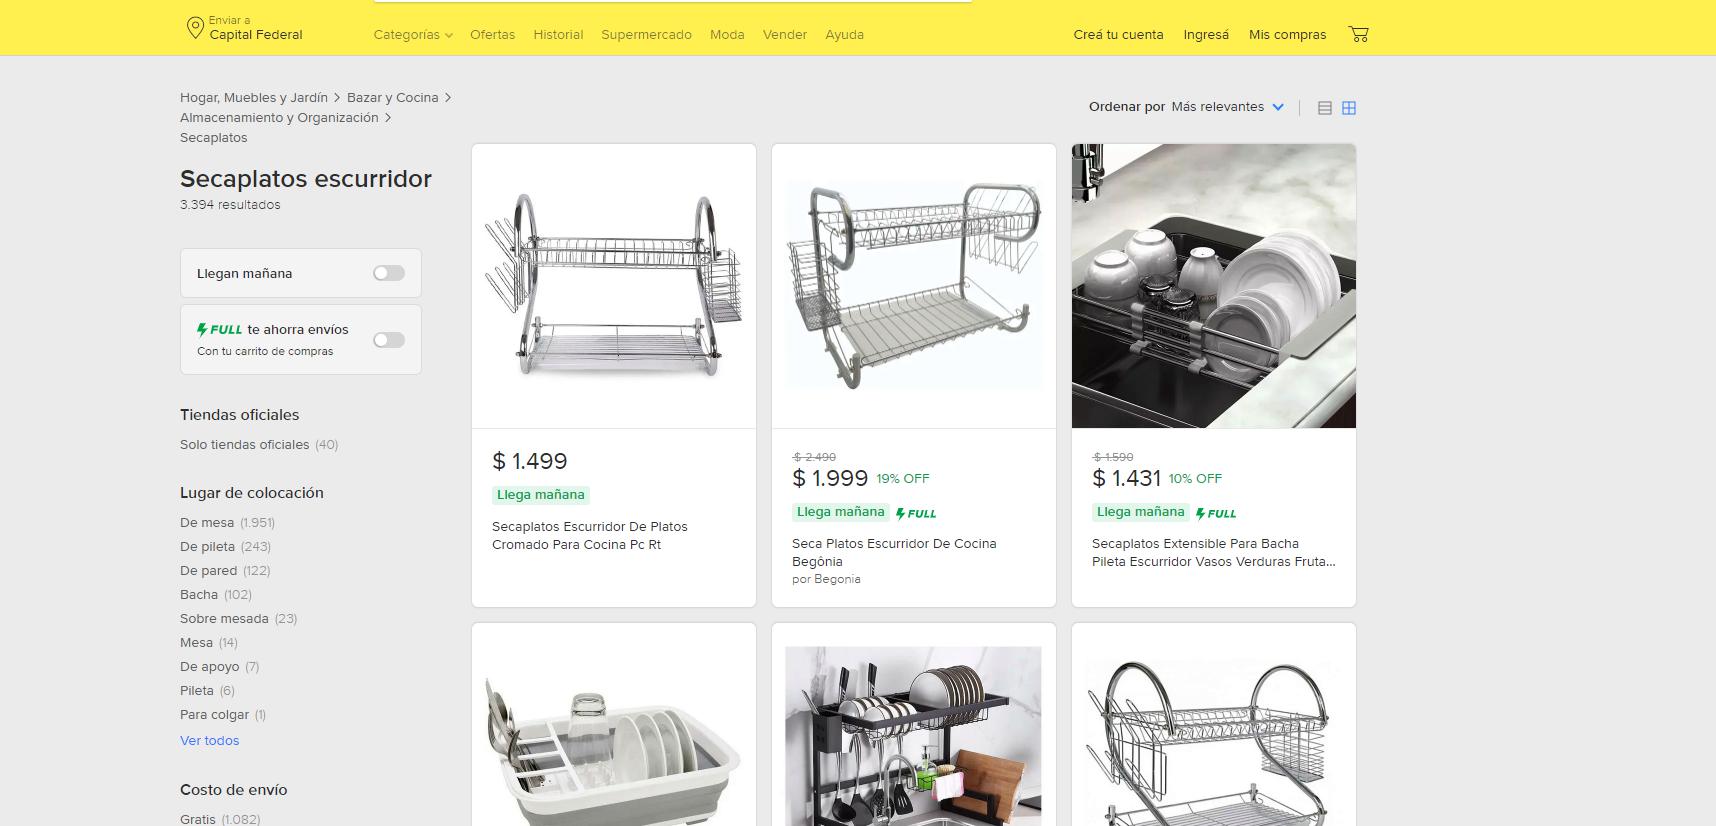 Enviar a
Capital Federal
Categorías
Ofertas
Historial
Supermercado
Moda
Vender
Ayuda
Creá tu cuenta
Ingresá
Mis compras
Hogar, Muebles y Jardín > Bazar y Cocina >
Almacenamiento y Organización >
Secaplatos
Secaplatos escurridor
3.394 resultados
Llegan mañana
FULL te ahorra envíos
Con tu carrito de compras
Tiendas oficiales
Solo tiendas oficiales (40)
Lugar de colocación
De mesa (1.951)
De pileta (243)
De pared (122)
Bacha (102)
Sobre mesada (23)
Mesa (14)
De apoyo (7)
Pileta (6)
Para colgar (1)
Ver todos
Costo de envío
Gratis (1.082)
Ordenar por Más relevantes
$ 1.499
Llega mañana
Secaplatos Escurridor De Platos
Cromado Para Cocina Pc Rt
$ 2.490
$ 1.999 19% OFF
Llega mañana FULL
Seca Platos Escurridor De Cocina
Begônia
por Begonia
$ 1.590
$ 1.431 10% OFF
Llega mañana FULL
Secaplatos Extensible Para Bacha
Pileta Escurridor Vasos Verduras Fruta...